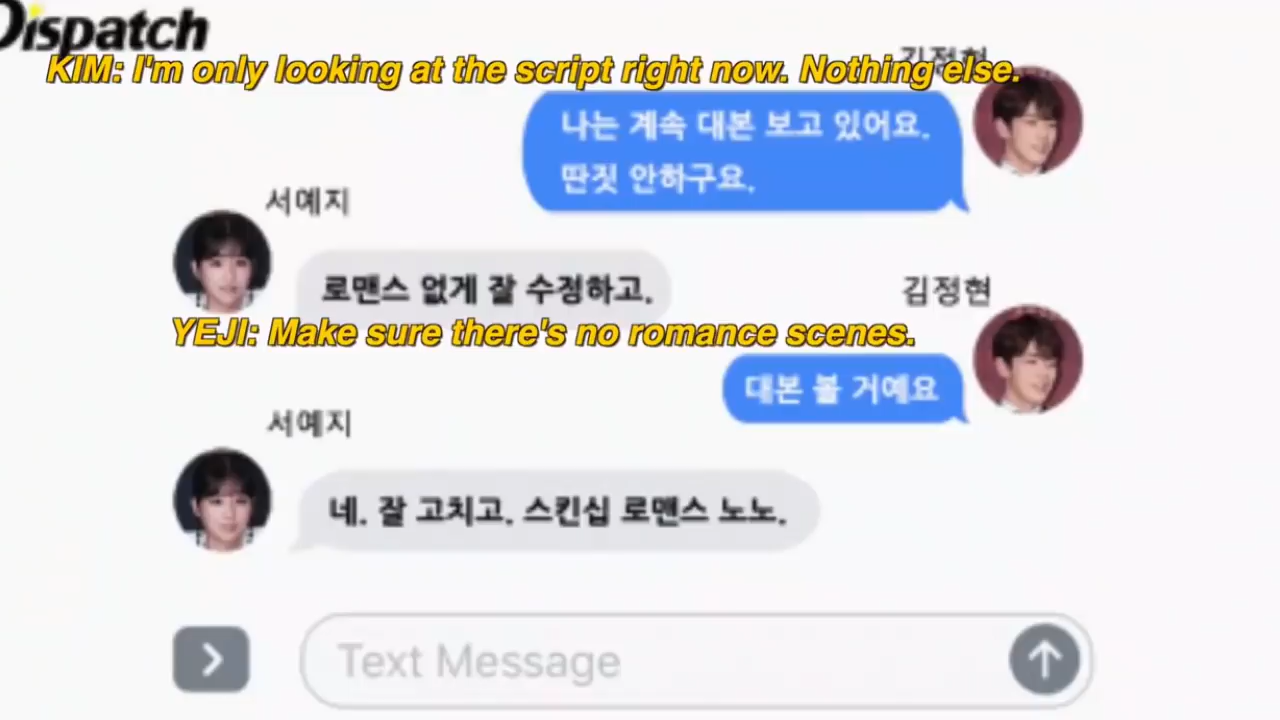 Dispatch
김정현
KIM: I'm only looking at the script right now. Nothing else.
나는 계속 대본 보고 있어요.
딴짓 안하구요.
서예지
로맨스 없게 잘 수정하고.
김정현
YEJI: Make sure there's no romance scenes.
대본 볼 거예요
서예지
네. 잘 고치고. 스킨십 로맨스 노노.
Text Message